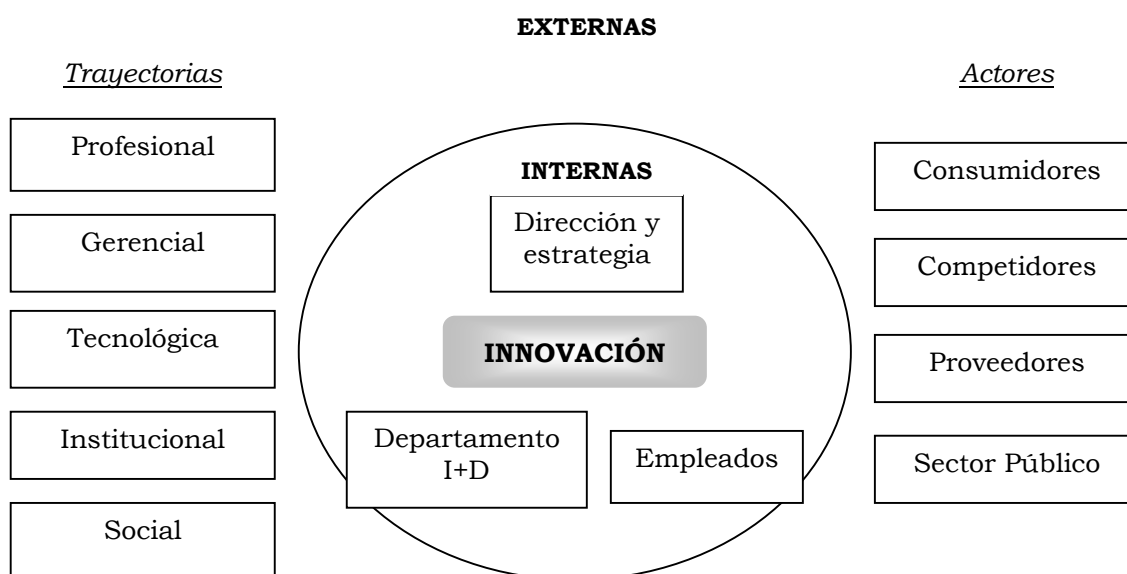 EXTERNAS
Trayectorias
Profesional
Gerencial
Tecnológica
Institucional
Social
INTERNAS
Dirección y
estrategia
INNOVACIÓN
Departamento
I+D
Empleados
Actores
Consumidores
Competidores
Proveedores
Sector Público